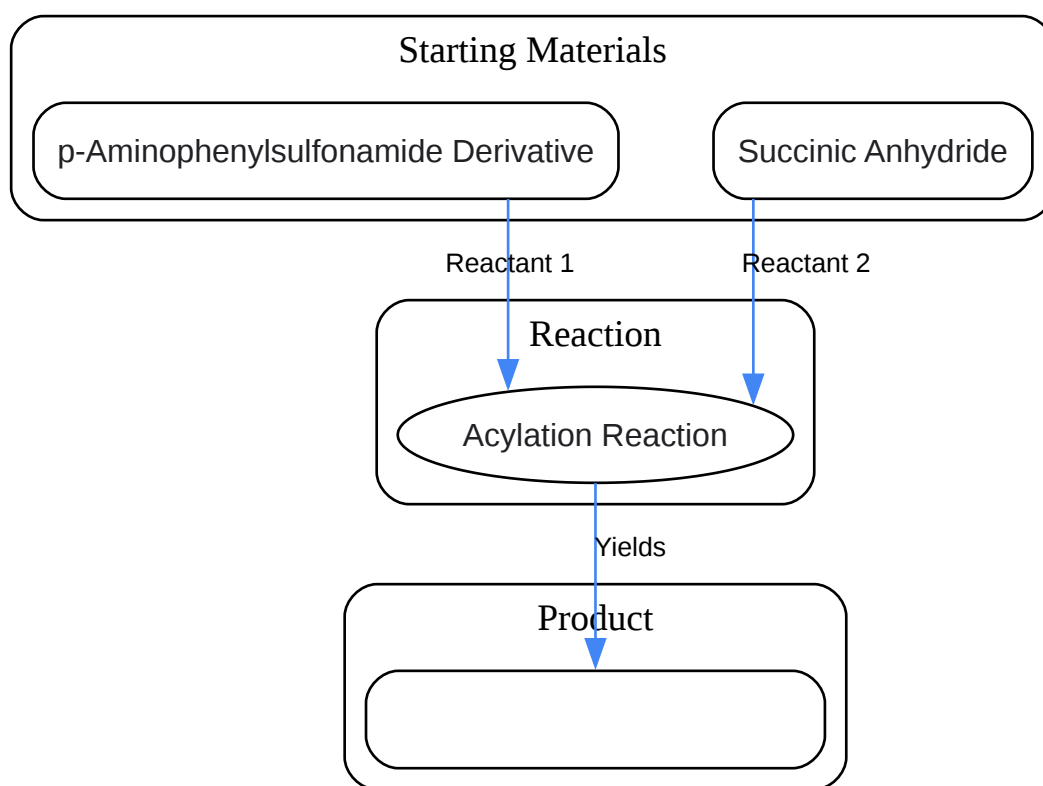 Starting Materials
p-Aminophenylsulfonamide Derivative
Succinic Anhydride
Reactant 1
Reactant 2
Reaction
Acylation Reaction
Yields
Product